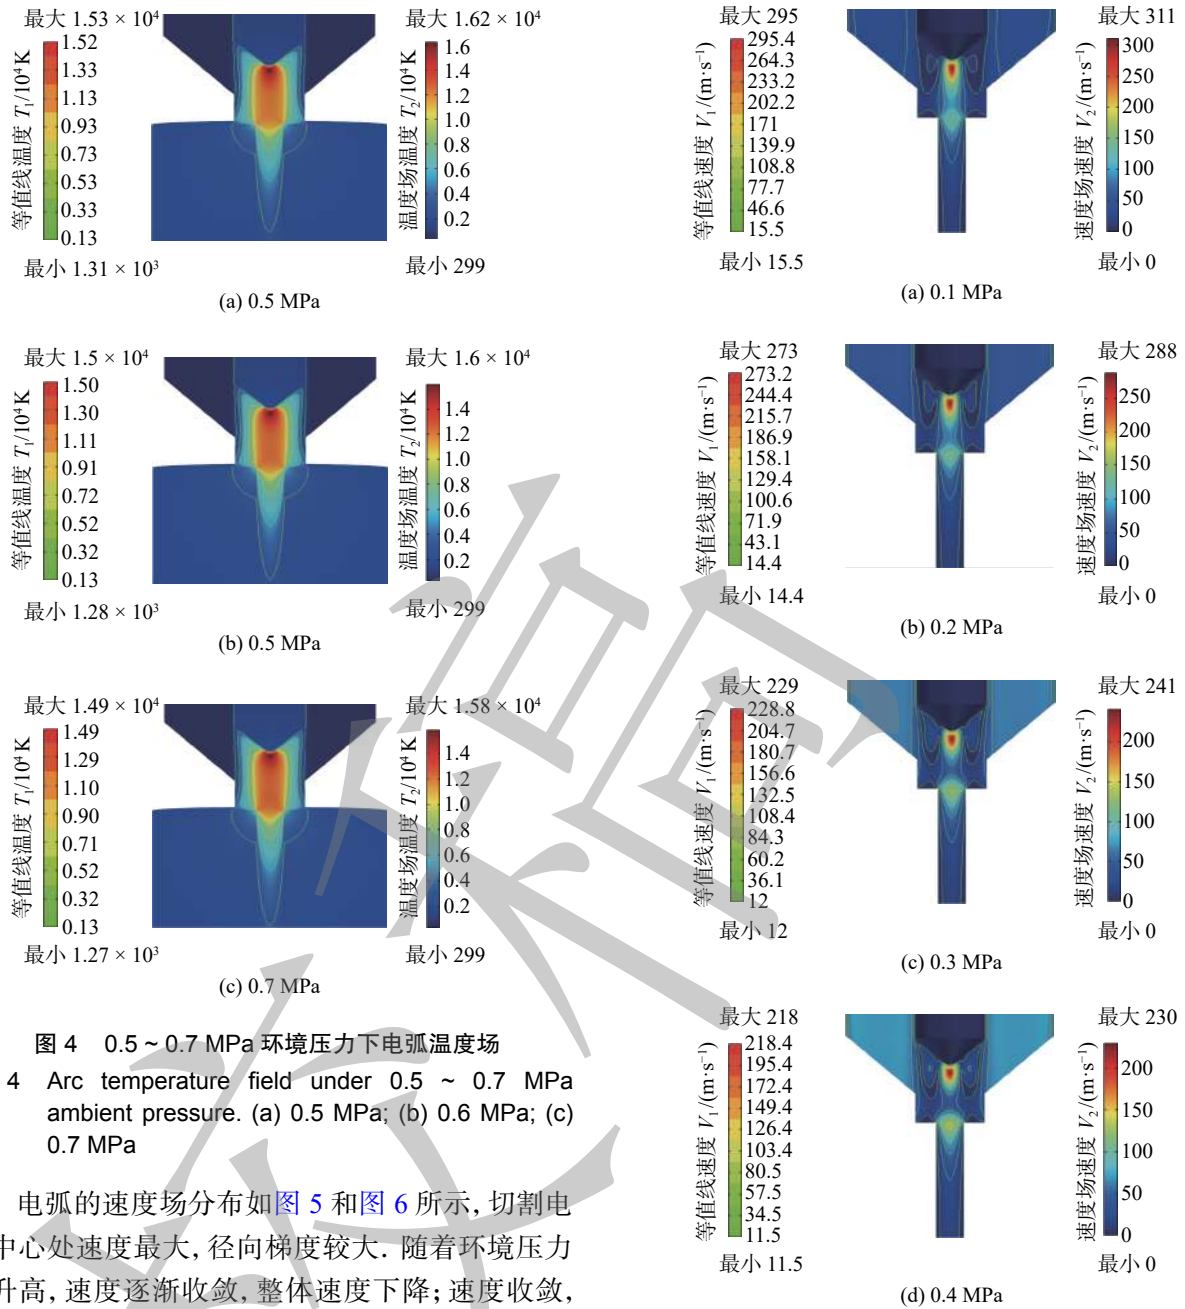 最大 1.53 × 10⁴
最大 1.62 × 10⁴
等值线温度 T₁/10⁴ K
1.52
1.33
1.13
0.93
0.73
0.53
0.33
0.13
温度场温度 T₂/10⁴ K
1.6
1.4
1.2
1.0
0.8
0.6
0.4
0.2
最小 1.31 × 10³
最小 299
(a) 0.5 MPa
最大 1.5 × 10⁴
最大 1.6 × 10⁴
等值线温度 T₁/10⁴ K
1.50
1.30
1.11
0.91
0.72
0.52
0.32
0.13
温度场温度 T₂/10⁴ K
1.4
1.2
1.0
0.8
0.6
0.4
0.2
最小 1.28 × 10³
最小 299
(b) 0.5 MPa
最大 1.49 × 10⁴
最大 1.58 × 10⁴
等值线温度 T₁/10⁴ K
1.49
1.29
1.10
0.90
0.71
0.52
0.32
0.13
温度场温度 T₂/10⁴ K
1.4
1.2
1.0
0.8
0.6
0.4
0.2
最小 1.27 × 10³
最小 299
(c) 0.7 MPa
图 4 0.5 ~ 0.7 MPa 环境压力下电弧温度场
4 Arc temperature field under 0.5 ~ 0.7 MPa
ambient pressure. (a) 0.5 MPa; (b) 0.6 MPa; (c)
0.7 MPa
电弧的速度场分布如图 5 和图 6 所示, 切割电
中心处速度最大, 径向梯度较大. 随着环境压力
升高, 速度逐渐收敛, 整体速度下降; 速度收敛,
最大 295
最大 311
等值线速度 V₁/(m·s⁻¹)
295.4
264.3
233.2
202.2
171
139.9
108.8
77.7
46.6
15.5
速度场速度 V₂/(m·s⁻¹)
300
250
200
150
100
50
0
最小 15.5
最小 0
(a) 0.1 MPa
最大 273
最大 288
等值线速度 V₁/(m·s⁻¹)
273.2
244.4
215.7
186.9
158.1
129.4
100.6
71.9
43.1
14.4
速度场速度 V₂/(m·s⁻¹)
250
200
150
100
50
0
最小 14.4
最小 0
(b) 0.2 MPa
最大 229
最大 241
等值线速度 V₁/(m·s⁻¹)
228.8
204.7
180.7
156.6
132.5
108.4
84.3
60.2
36.1
12
速度场速度 V₂/(m·s⁻¹)
200
150
100
50
0
最小 12
最小 0
(c) 0.3 MPa
最大 218
最大 230
等值线速度 V₁/(m·s⁻¹)
218.4
195.4
172.4
149.4
126.4
103.4
80.5
57.5
34.5
11.5
速度场速度 V₂/(m·s⁻¹)
200
150
100
50
0
最小 11.5
最小 0
(d) 0.4 MPa